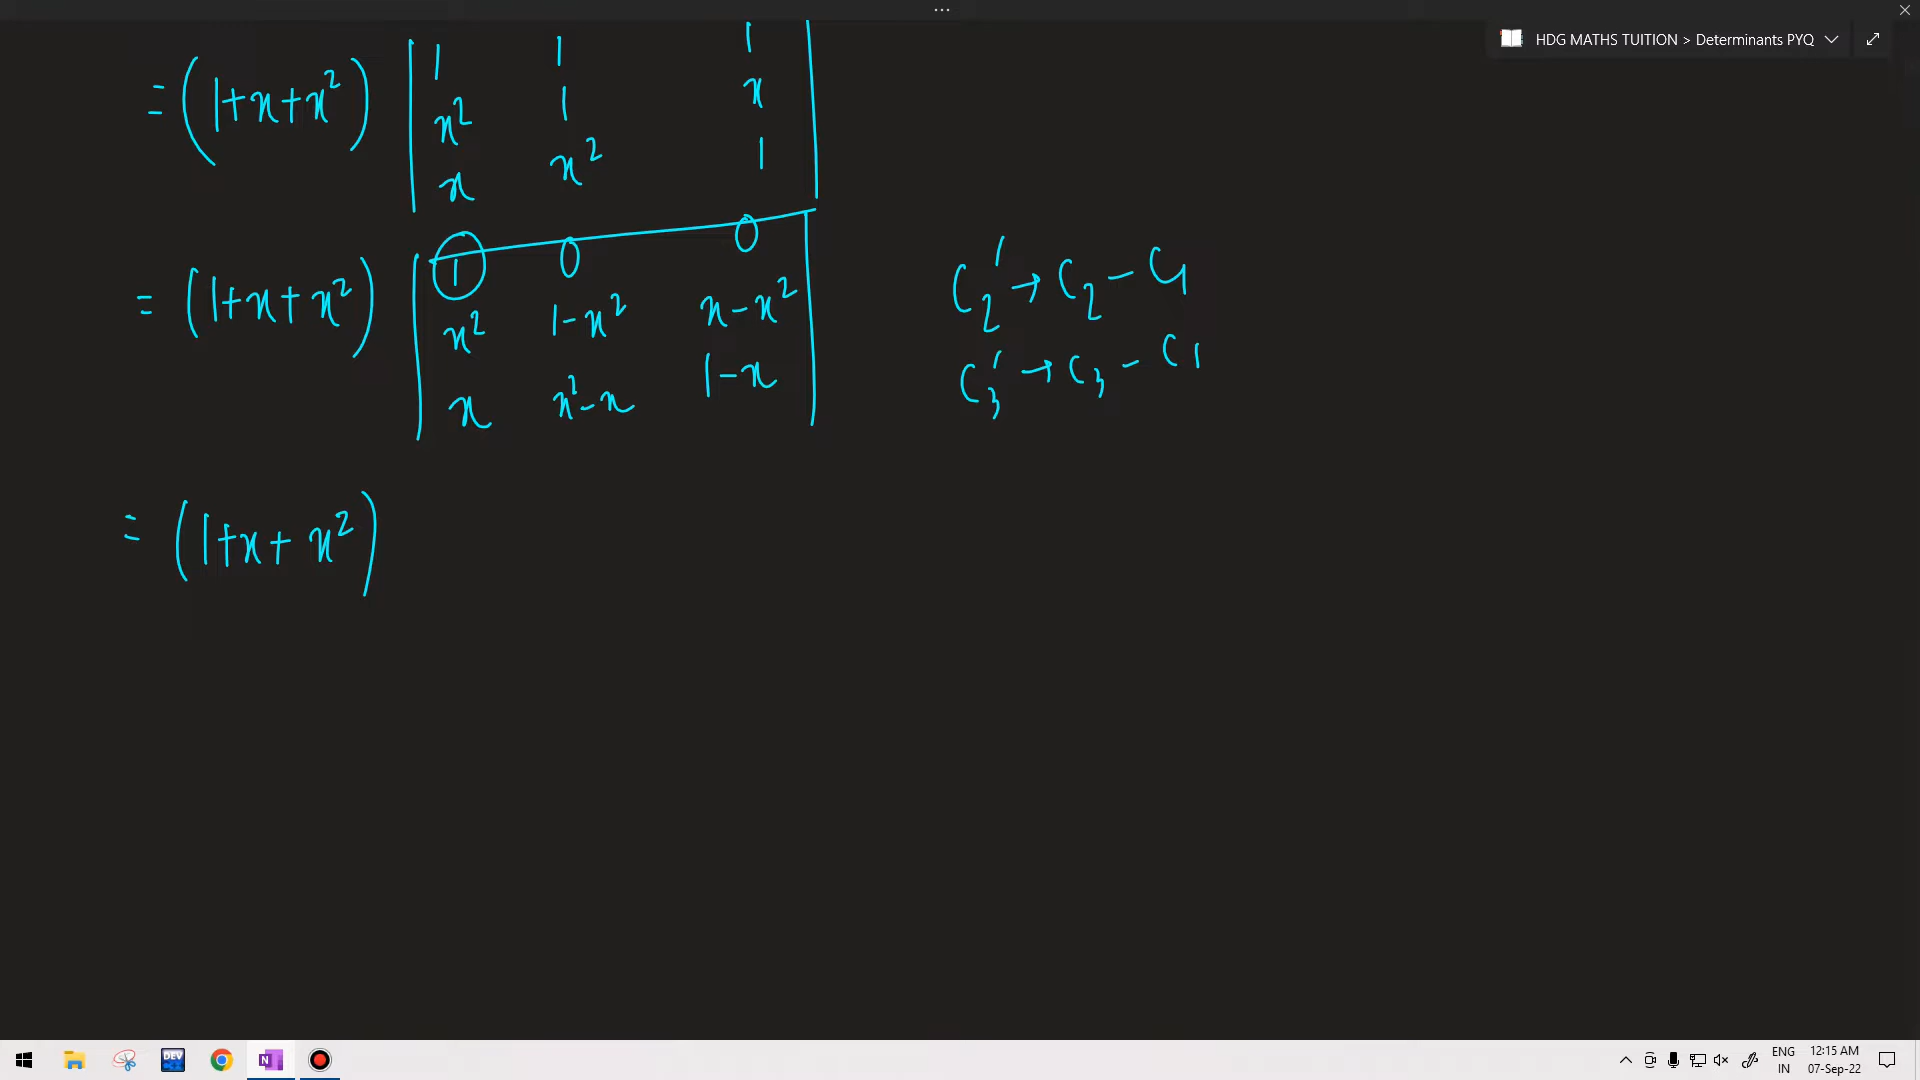 ...
HDG MATHS TUITION > Determinants PYQ
1 1 1
= (1+x+x²) x² 1 x
x x² 1
1 0 0
= (1+x+x²) x² 1-x² x-x²
x x²-x 1-x
C₂' → C₂ - C₁
C₃' → C₃ - C₁
= (1+x+x²)
DEV
N
ENG
IN
12:15 AM
07-Sep-22